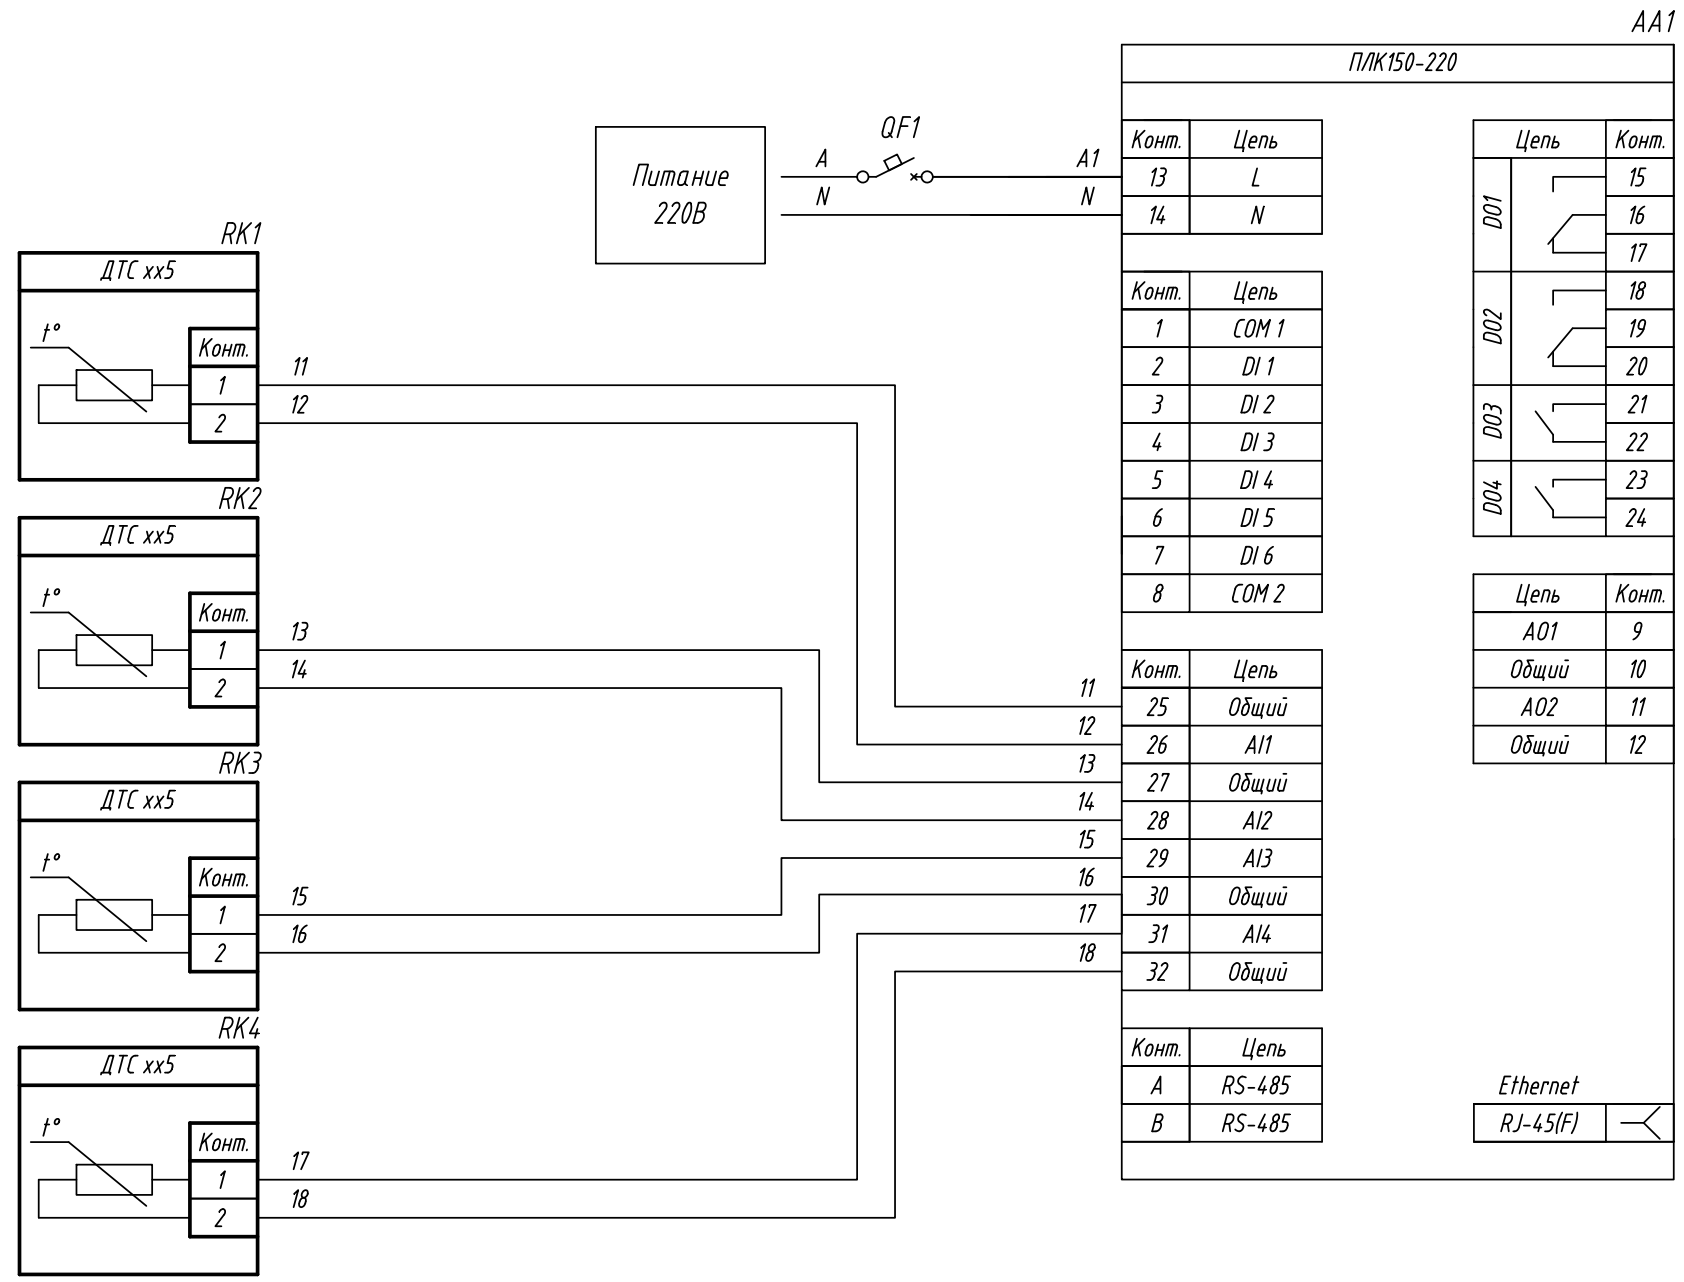 AA1
ПЛК150-220
QF1
Питание
220В
A
A1
N
N
Конт. Цепь
13 L
14 N
Конт. Цепь
1 COM 1
2 DI 1
3 DI 2
4 DI 3
5 DI 4
6 DI 5
7 DI 6
8 COM 2
Конт. Цепь
25 Общий
26 AI1
27 Общий
28 AI2
29 AI3
30 Общий
31 AI4
32 Общий
Конт. Цепь
A RS-485
B RS-485
Цепь Конт.
DO1
15
16
17
DO2
18
19
20
DO3
21
22
DO4
23
24
Цепь Конт.
AO1 9
Общий 10
AO2 11
Общий 12
Ethernet
RJ-45(F)
RK1
ДТС xx5
t°
Конт.
1
2
11
12
RK2
ДТС xx5
t°
Конт.
1
2
13
14
RK3
ДТС xx5
t°
Конт.
1
2
15
16
RK4
ДТС xx5
t°
Конт.
1
2
17
18
11
12
13
14
15
16
17
18